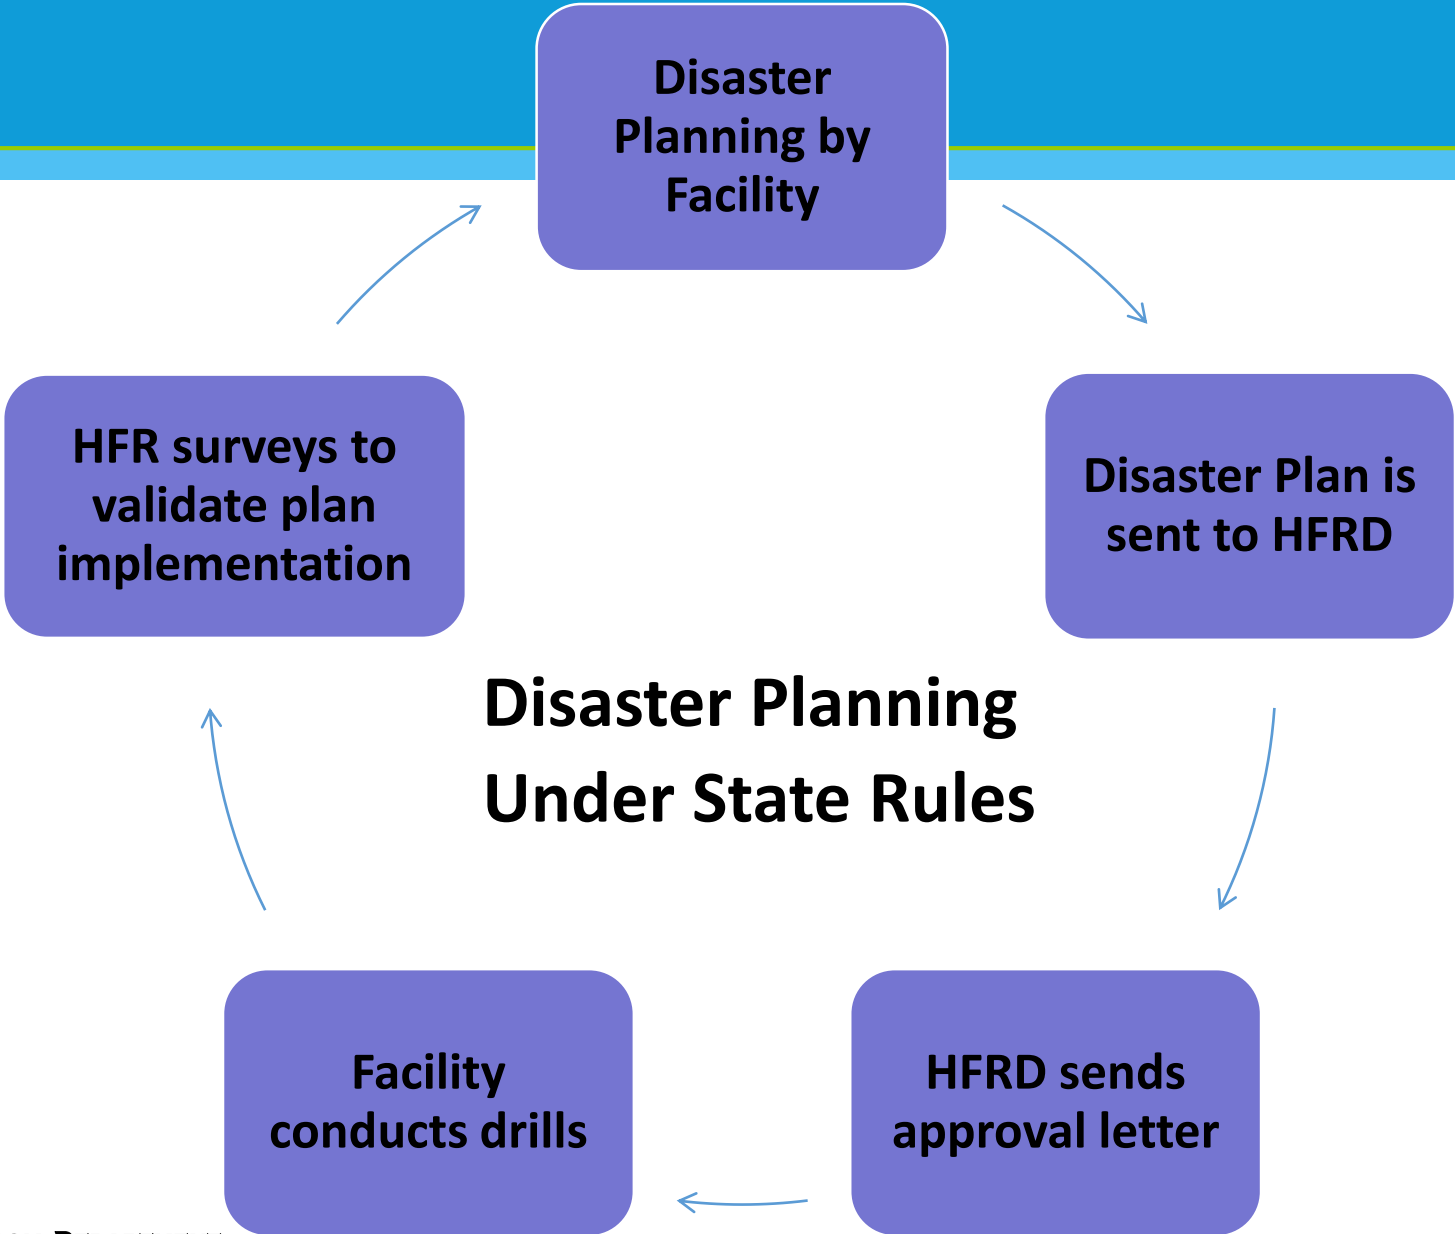 Disaster
Planning by
Facility
Disaster Plan is
sent to HFRD
HFRD sends
approval letter
Facility
conducts drills
HFR surveys to
validate plan
implementation
Disaster Planning
Under State Rules